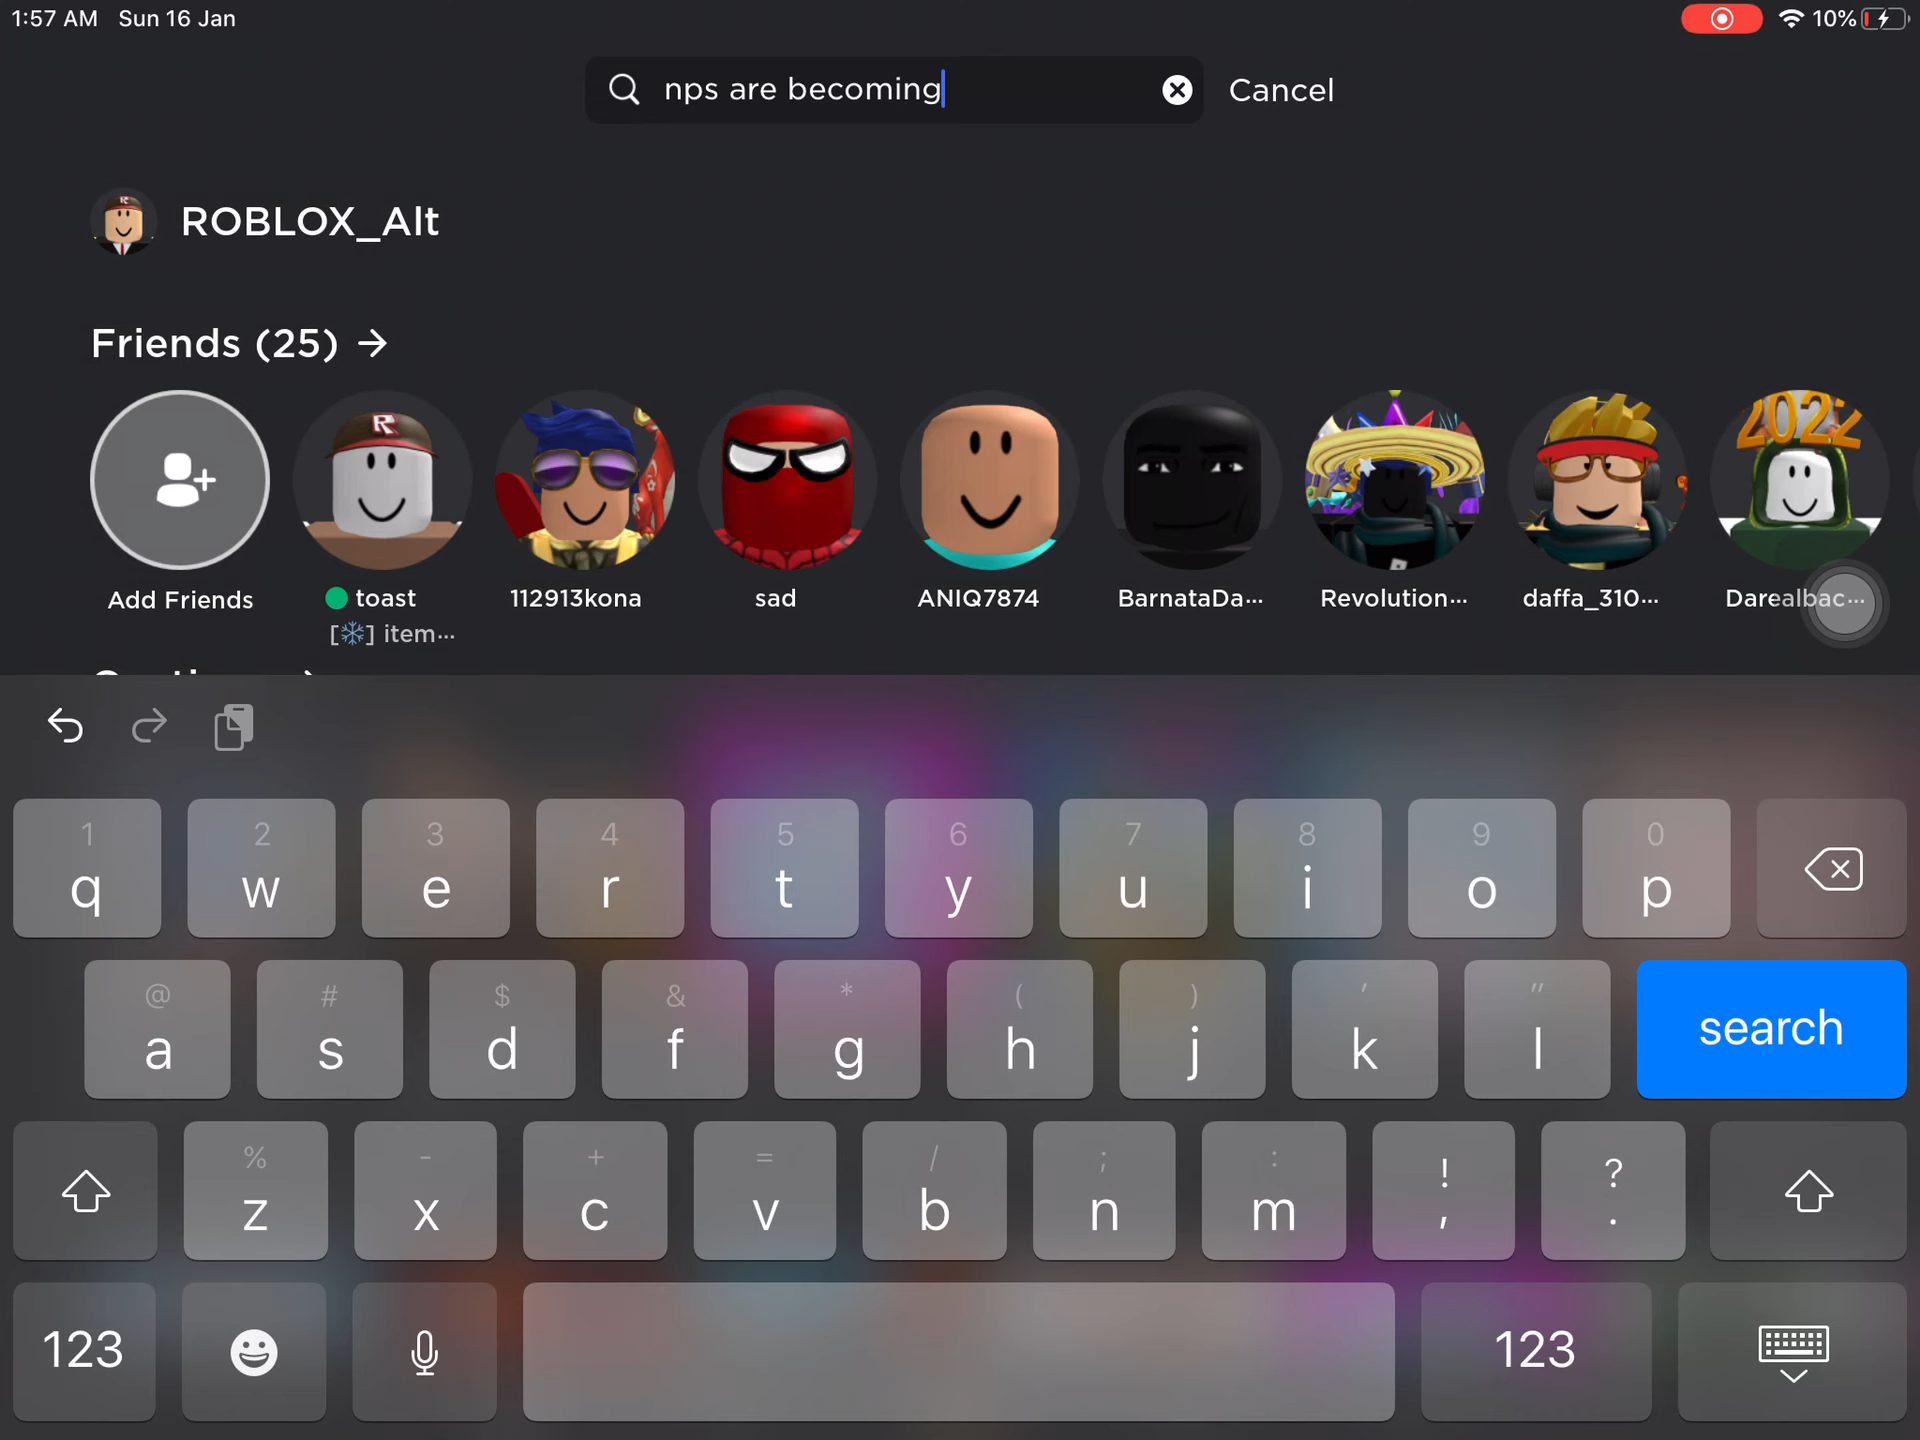 1:57 AM Sun 16 Jan 10%
nps are becoming Cancel
ROBLOX_Alt
Friends (25) →
R 2022
Add Friends toast 112913kona sad ANIQ7874 BarnataDa... Revolution... daffa_310... Darealbac...
[❄️] item...
1 2 3 4 5 6 7 8 9 0
q w e r t y u i o p
@ # $ & * ( ) ' "
a s d f g h j k l search
% - + = / ; : ! ?
z x c v b n m , .
123 123